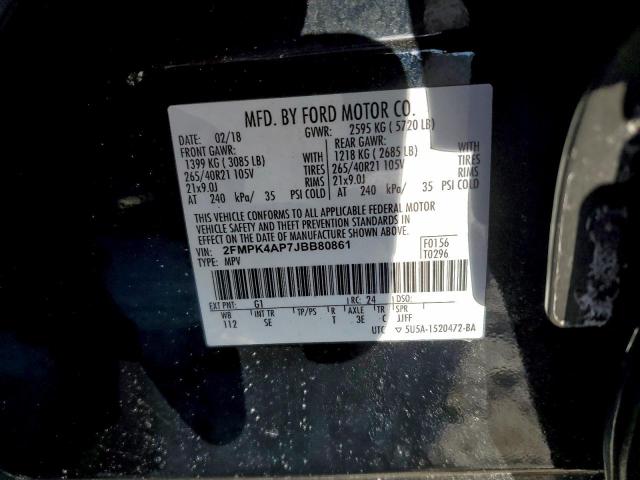 MFD. BY FORD MOTOR CO.
DATE: 02/18 GVWR: 2595 KG ( 5720 LB)
FRONT GAWR: REAR GAWR:
1399 KG ( 3085 LB) 1218 KG ( 2685 LB)
265/40R21 105V TIRES 265/40R21 105V TIRES
21x9.0J RIMS 21x9.0J RIMS
AT 240 kPa/ 35 PSI COLD AT 240 kPa/ 35 PSI COLD
THIS VEHICLE CONFORMS TO ALL APPLICABLE FEDERAL MOTOR
VEHICLE SAFETY AND THEFT PREVENTION STANDARDS IN
EFFECT ON THE DATE OF MANUFACTURE SHOWN ABOVE.
VIN: 2FMPK4AP7JBB80861 F0156
TYPE: MPV T0296
EXT PNT: G1 RC: 24 DSO:
WB INT TR TP/PS R AXLE TR SPR
112 SE T 3E C JJFF
UTC ▽ 5U5A-1520472-BA